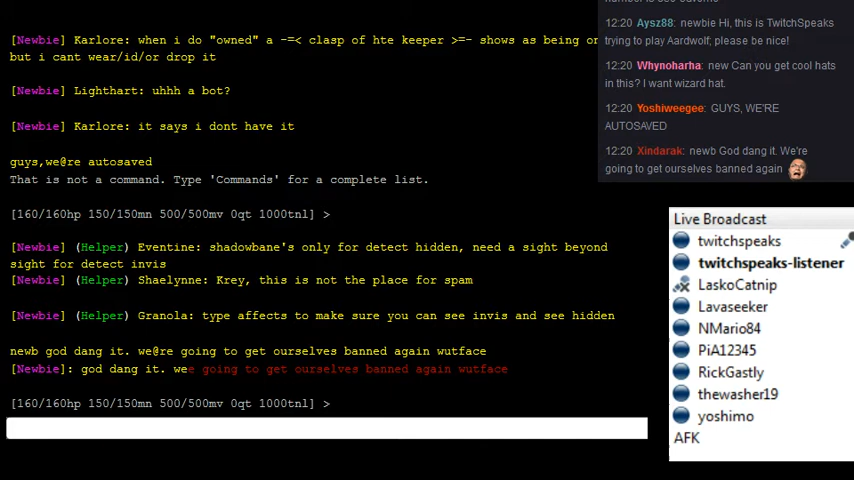 [Newbie] Karlore: when i do "owned" a -=< clasp of hte keeper >=- shows as being on
but i cant wear/id/or drop it
[Newbie] Lighthart: uhhh a bot?
[Newbie] Karlore: it says i dont have it
guys,we@re autosaved
That is not a command. Type 'Commands' for a complete list.
[160/160hp 150/150mn 500/500mv 0qt 1000tnl] >
[Newbie] (Helper) Eventine: shadowbane's only for detect hidden, need a sight beyond
sight for detect invis
[Newbie] (Helper) Shaelynne: Krey, this is not the place for spam
[Newbie] (Helper) Granola: type affects to make sure you can see invis and see hidden
newb god dang it. we@re going to get ourselves banned again wutface
[Newbie]: god dang it. wee going to get ourselves banned again wutface
[160/160hp 150/150mn 500/500mv 0qt 1000tnl] >
12:20 Aysz88: newbie Hi, this is TwitchSpeaks
trying to play Aardwolf; please be nice!
12:20 Whynoharha: new Can you get cool hats
in this? I want wizard hat.
12:20 Yoshiweegee: GUYS, WE'RE
AUTOSAVED
12:20 Xindarak: newb God dang it. We're
going to get ourselves banned again
Live Broadcast
twitchspeaks
twitchspeaks-listener
LaskoCatnip
Lavaseeker
NMario84
PiA12345
RickGastly
thewasher19
yoshimo
AFK